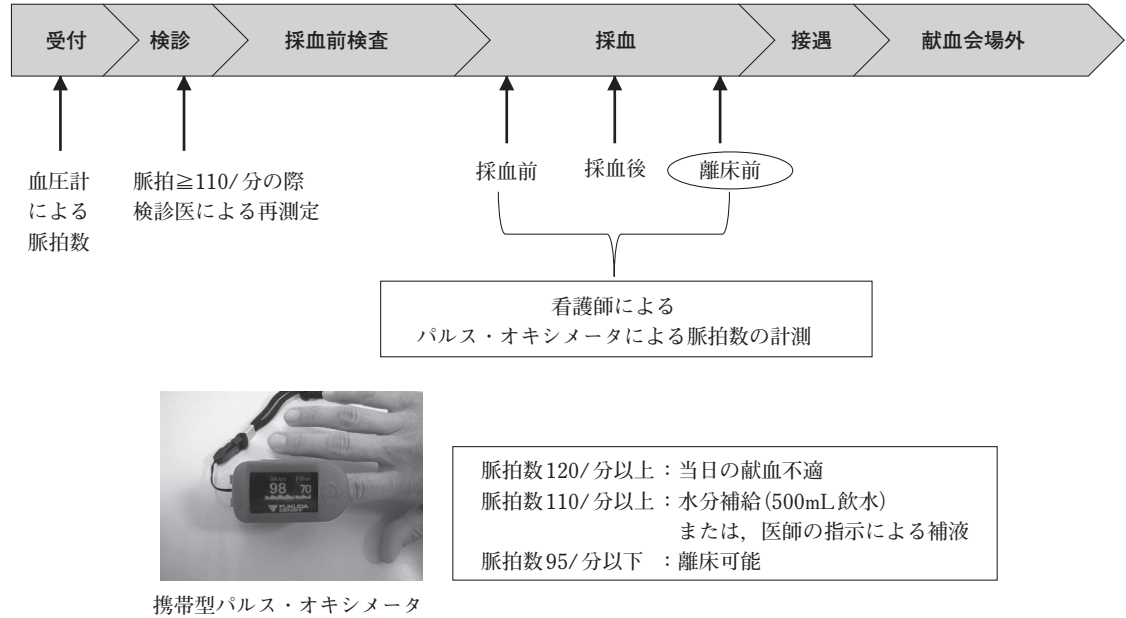 受付
検診
採血前検査
採血
接遇
献血会場外
血圧計
による
脈拍数
脈拍≧110/分の際
検診医による再測定
採血前
採血後
離床前
看護師による
パルス・オキシメータによる脈拍数の計測
98 70
FUKUDA
DENSHI
脈拍数120/分以上：当日の献血不適
脈拍数110/分以上：水分補給(500mL飲水)
または，医師の指示による補液
脈拍数95/分以下 ：離床可能
携帯型パルス・オキシメータ